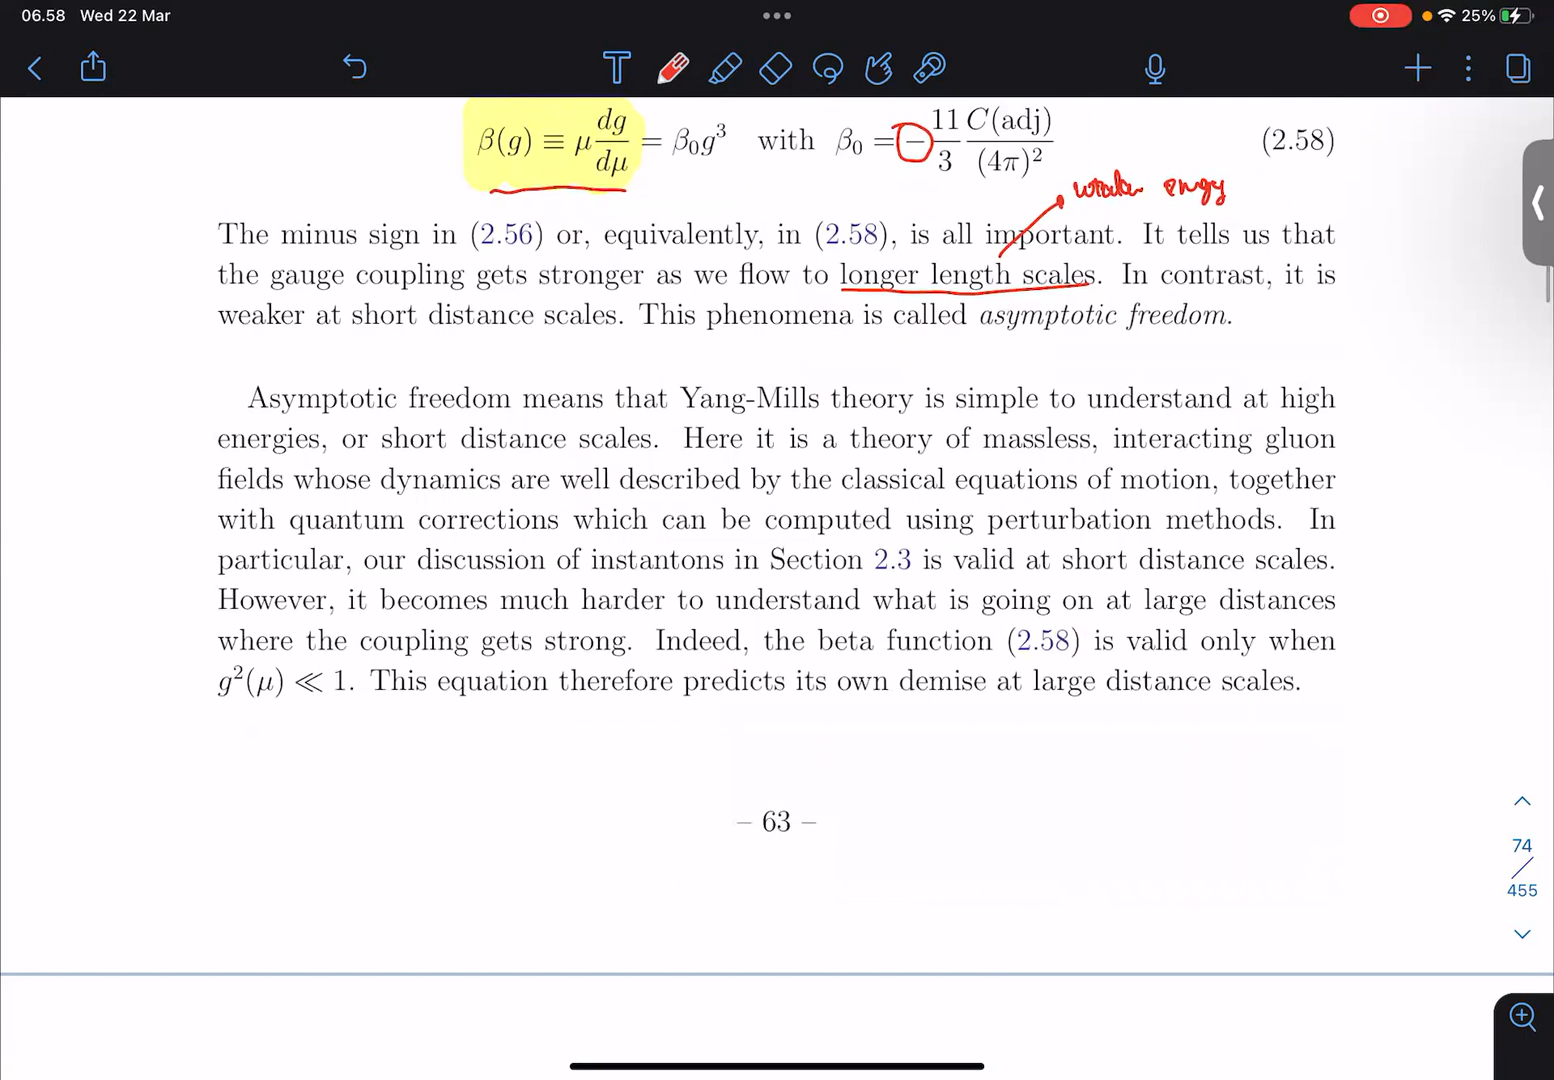 06.58 Wed 22 Mar
25%
β(g) ≡ μ dg/dμ = β₀g³ with β₀ = − 11/3 C(adj)/(4π)² (2.58)
weaker
The minus sign in (2.56) or, equivalently, in (2.58), is all important. It tells us that
the gauge coupling gets stronger as we flow to longer length scales. In contrast, it is
weaker at short distance scales. This phenomena is called asymptotic freedom.
Asymptotic freedom means that Yang-Mills theory is simple to understand at high
energies, or short distance scales. Here it is a theory of massless, interacting gluon
fields whose dynamics are well described by the classical equations of motion, together
with quantum corrections which can be computed using perturbation methods. In
particular, our discussion of instantons in Section 2.3 is valid at short distance scales.
However, it becomes much harder to understand what is going on at large distances
where the coupling gets strong. Indeed, the beta function (2.58) is valid only when
g²(μ) ≪ 1. This equation therefore predicts its own demise at large distance scales.
– 63 –
74
/
455